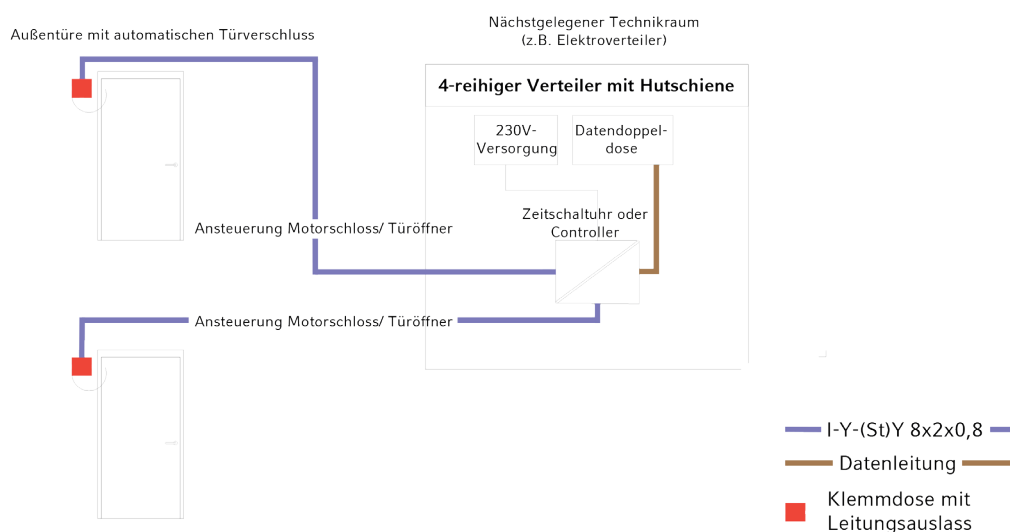 Nächstgelegener Technikraum
(z.B. Elektroverteiler)
Außentüre mit automatischen Türverschluss
4-reihiger Verteiler mit Hutschiene
230V-
Versorgung
Datendoppel-
dose
Zeitschaltuhr oder
Controller
Ansteuerung Motorschloss/ Türöffner
Ansteuerung Motorschloss/ Türöffner
I-Y-(St)Y 8x2x0,8
Datenleitung
Klemmdose mit
Leitungsauslass